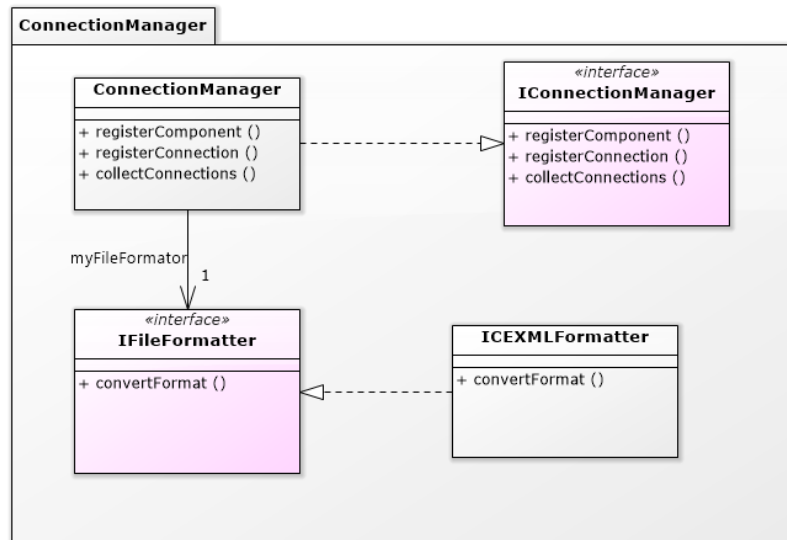 ConnectionManager
ConnectionManager
+ registerComponent ()
+ registerConnection ()
+ collectConnections ()
«interface»
IConnectionManager
+ registerComponent ()
+ registerConnection ()
+ collectConnections ()
myFileFormator
1
«interface»
IFileFormatter
+ convertFormat ()
ICEXMLFormatter
+ convertFormat ()